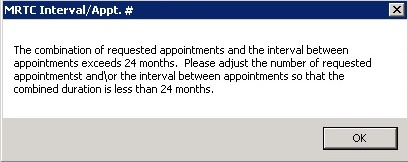 MRTC Interval/Appt. #
The combination of requested appointments and the interval between
appointments exceeds 24 months.  Please adjust the number of requested
appointmentst and\or the interval between appointments so that the
combined duration is less than 24 months.
OK